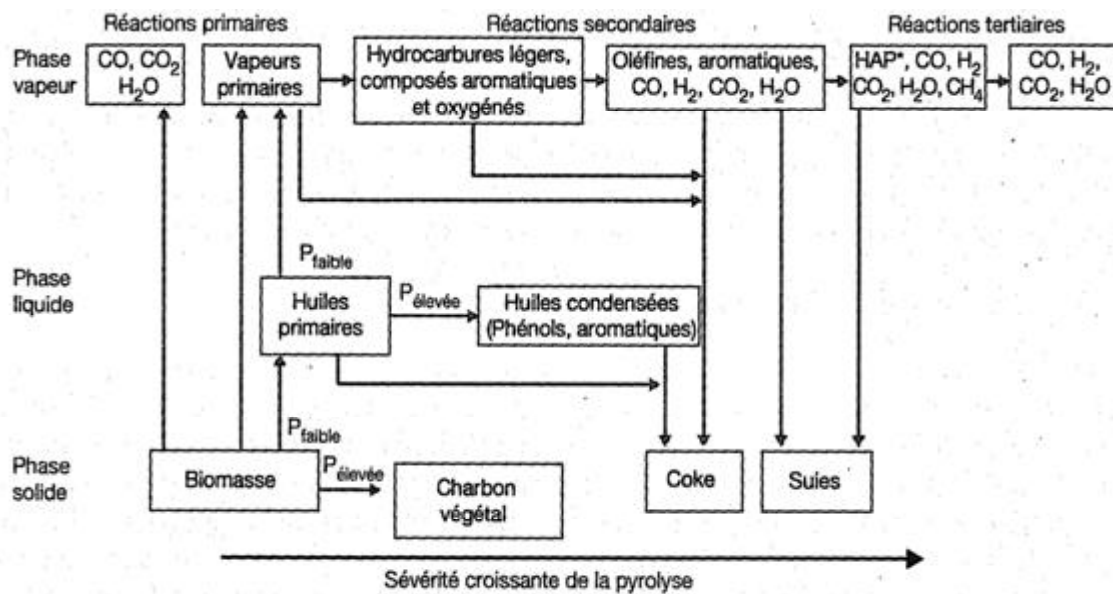 Réactions primaires
Réactions secondaires
Réactions tertiaires
Phase
vapeur
CO, CO2
H2O
Vapeurs
primaires
Hydrocarbures légers,
composés aromatiques
et oxygénés
Oléfines, aromatiques,
CO, H2, CO2, H2O
HAP*, CO, H2
CO2, H2O, CH4
CO, H2,
CO2, H2O
Pfaible
Phase
liquide
Huiles
primaires
Pélevée
Huiles condensées
(Phénols, aromatiques)
Pfaible
Phase
solide
Biomasse
Pélevée
Charbon
végétal
Coke
Suies
Sévérité croissante de la pyrolyse